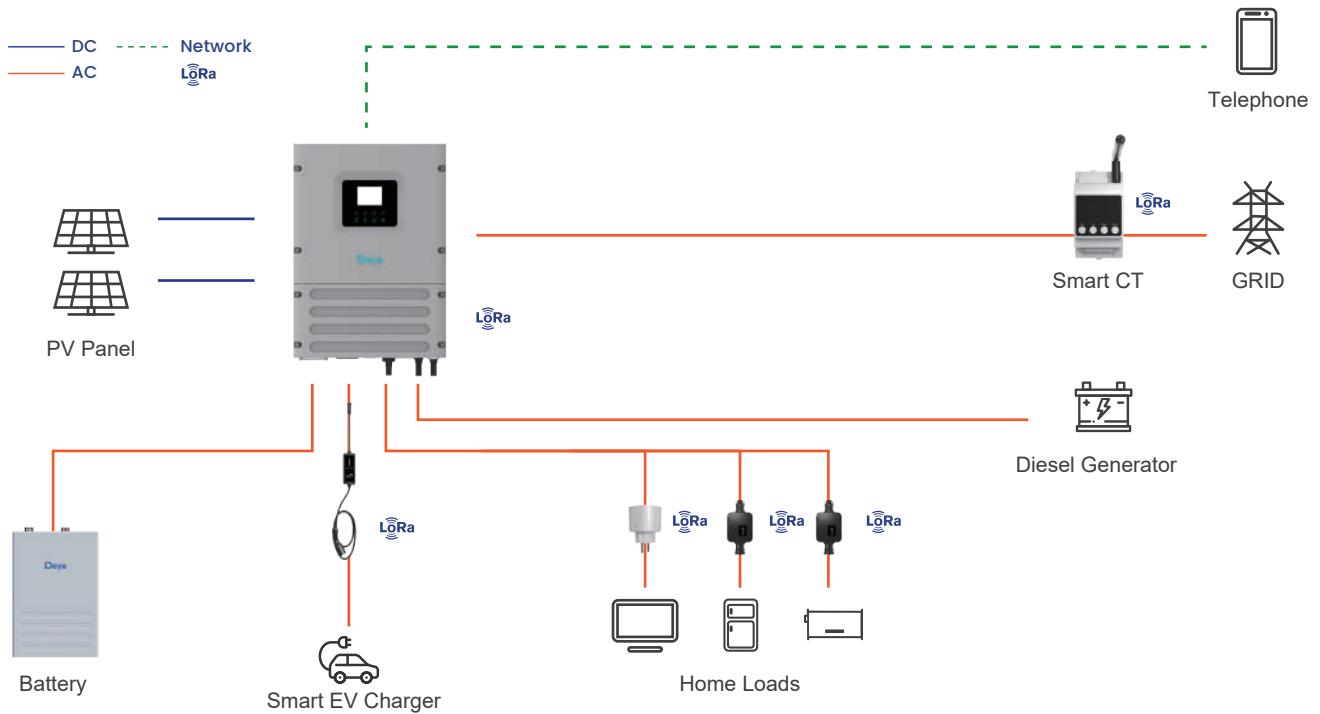 DC
Network
AC
LoRa
Telephone
LoRa
Smart CT
GRID
Deye
PV Panel
LoRa
Diesel Generator
LoRa
LoRa
LoRa
LoRa
Deye
Battery
Smart EV Charger
Home Loads